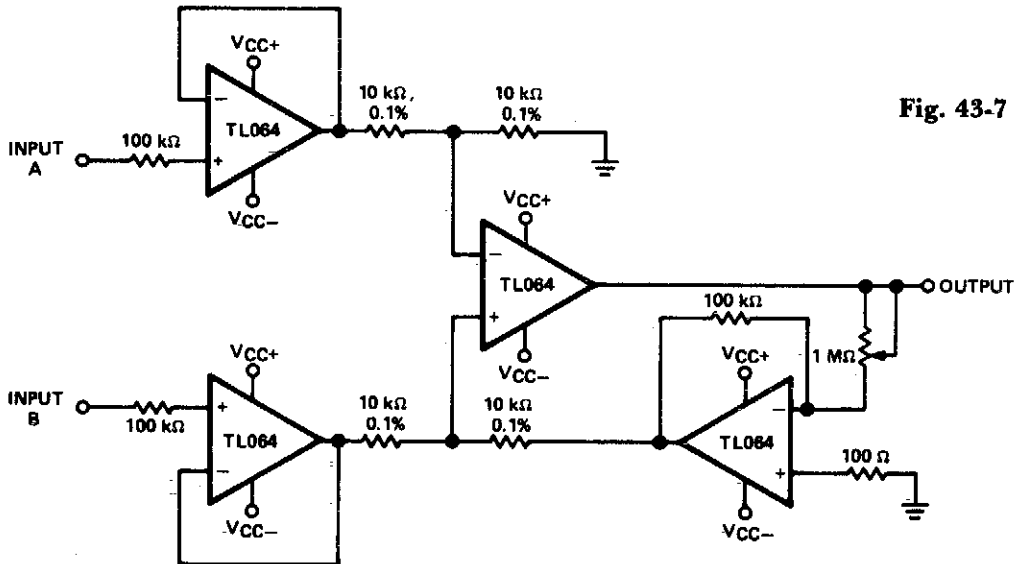 VCC+
10 kΩ,
0.1%
10 kΩ
0.1%
Fig. 43-7
INPUT
A
100 kΩ
−
+
TL064
VCC−
VCC+
−
+
TL064
VCC−
OUTPUT
100 kΩ
1 MΩ
VCC+
−
+
TL064
VCC−
100 Ω
INPUT
B
100 kΩ
VCC+
+
−
TL064
VCC−
10 kΩ
0.1%
10 kΩ
0.1%